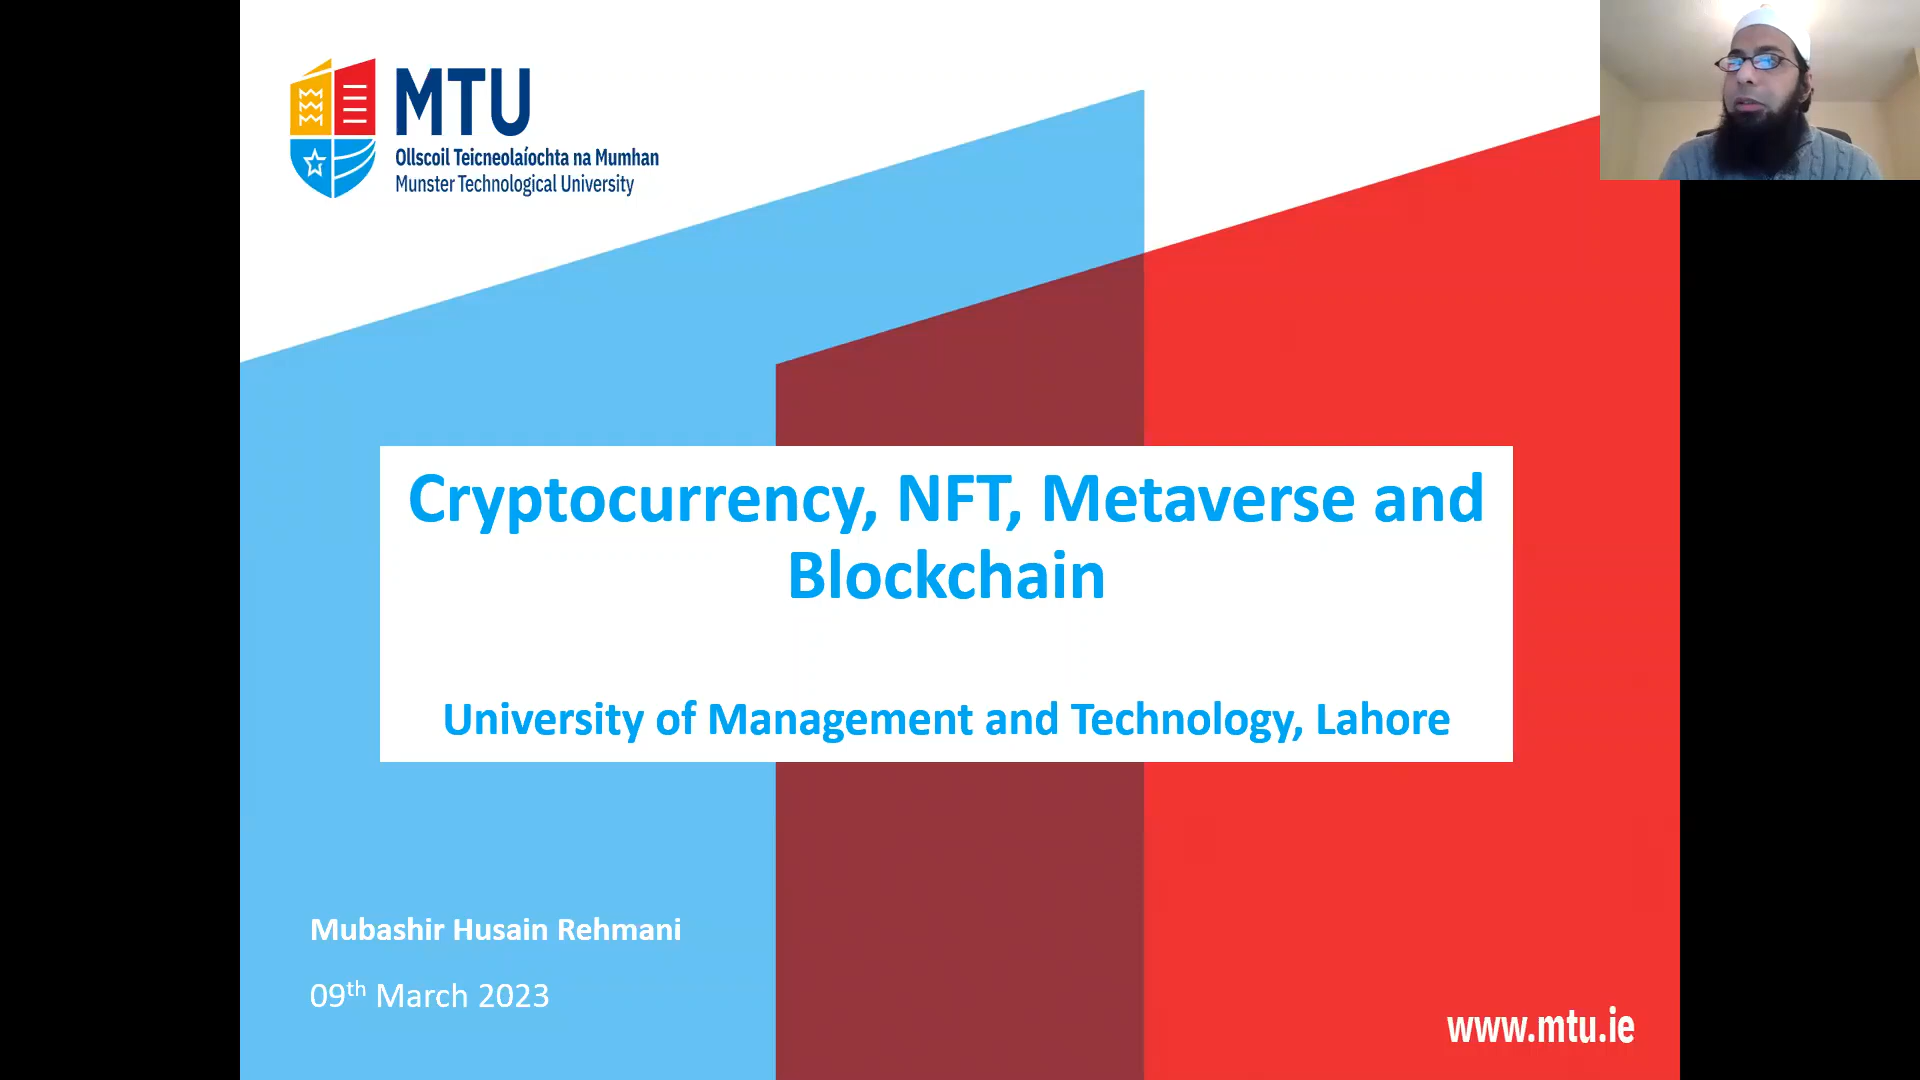 MTU
Ollscoil Teicneolaíochta na Mumhan
Munster Technological University
Cryptocurrency, NFT, Metaverse and
Blockchain
University of Management and Technology, Lahore
Mubashir Husain Rehmani
09th March 2023
www.mtu.ie